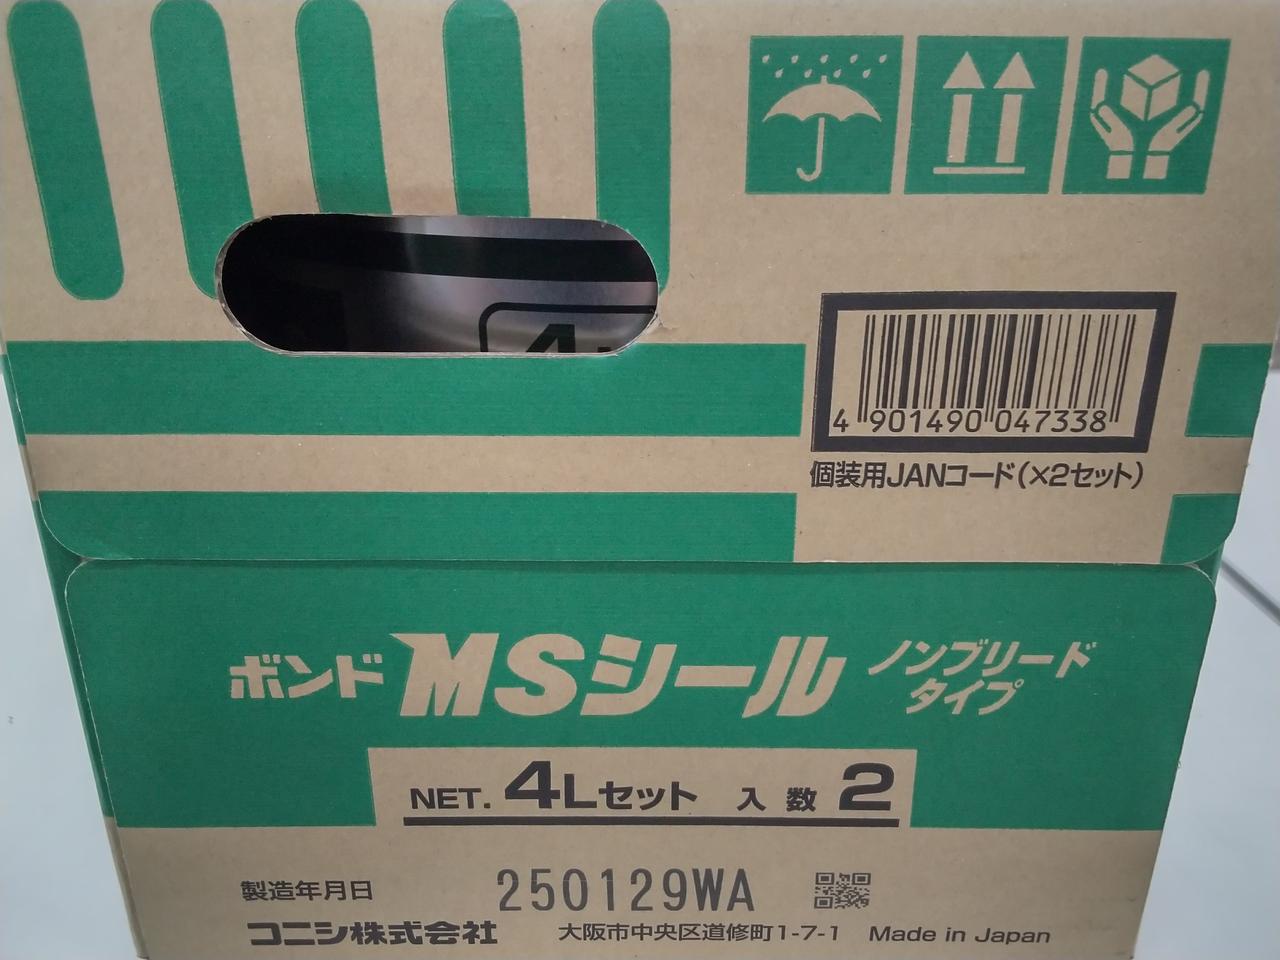 4 901490 047338
個装用JANコード(×2セット)
ボンド MSシール ノンブリード
タイプ
NET. 4Lセット 入数 2
製造年月日 250129WA
コニシ株式会社 大阪市中央区道修町1-7-1 Made in Japan